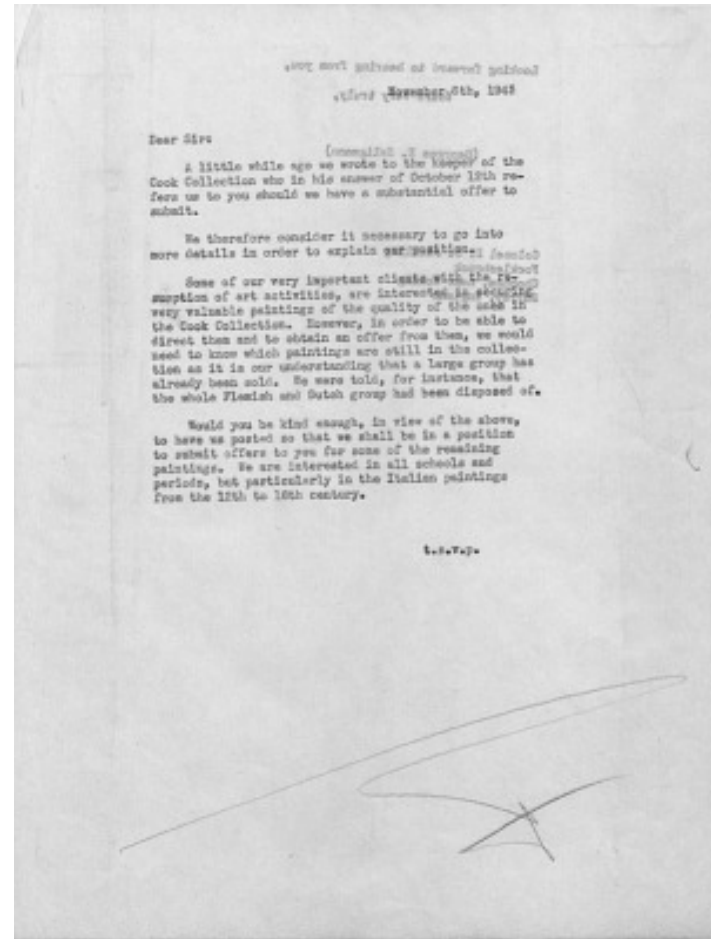 November 6th, 1945
Dear Sir:
A little while ago we wrote to the keeper of the
Cook Collection who in his answer of October 12th re-
fers us to you should we have a substantial offer to
submit.
We therefore consider it necessary to go into
more details in order to explain our position.
Some of our very important clients with the re-
sumption of art activities, are interested in securing
very valuable paintings of the quality of the ones in
the Cook Collection. However, in order to be able to
direct them and to obtain an offer from them, we would
need to know which paintings are still in the collec-
tion as it is our understanding that a large group has
already been sold. We were told, for instance, that
the whole Flemish and Dutch group had been disposed of.
Would you be kind enough, in view of the above,
to have us posted so that we shall be in a position
to submit offers to you for some of the remaining
paintings. We are interested in all schools and
periods, but particularly in the Italian paintings
from the 12th to 16th century.
t.s.v.p.
Looking forward to hearing from you,
Yours very truly,